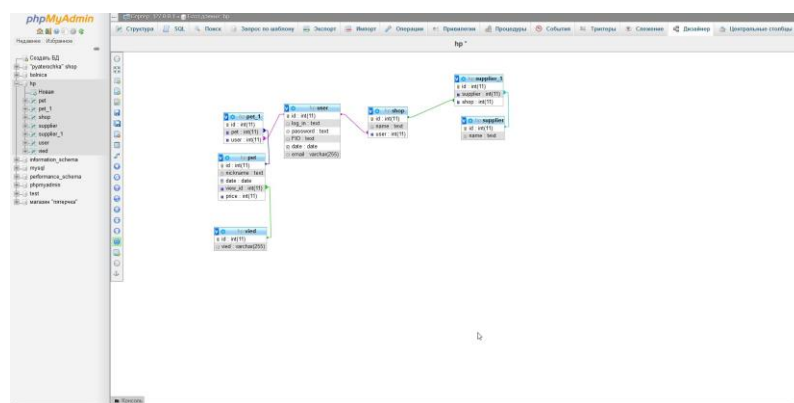 phpMyAdmin
Недавнее Избранное
Создать БД
"pyaterochka" shop
bolnica
hp
Новая
pet
pet_1
shop
supplier
supplier_1
user
vied
information_schema
mysql
performance_schema
phpmyadmin
test
магазин "пятерочка"
Структура SQL Поиск Запрос по шаблону Экспорт Импорт Операции Привилегии Процедуры События Триггеры Слежение Дизайнер Центральные столбцы
hp *
pet_1
id : int(11)
pet : int(11)
user : int(11)
user
id : int(11)
log_in : text
password : text
FIO : text
date : date
email : varchar(255)
shop
id : int(11)
name : text
user : int(11)
supplier_1
id : int(11)
supplier : int(11)
shop : int(11)
supplier
id : int(11)
name : text
pet
id : int(11)
nickname : text
date : date
view_id : int(11)
price : int(11)
vied
id : int(11)
vied : varchar(255)
Консоль